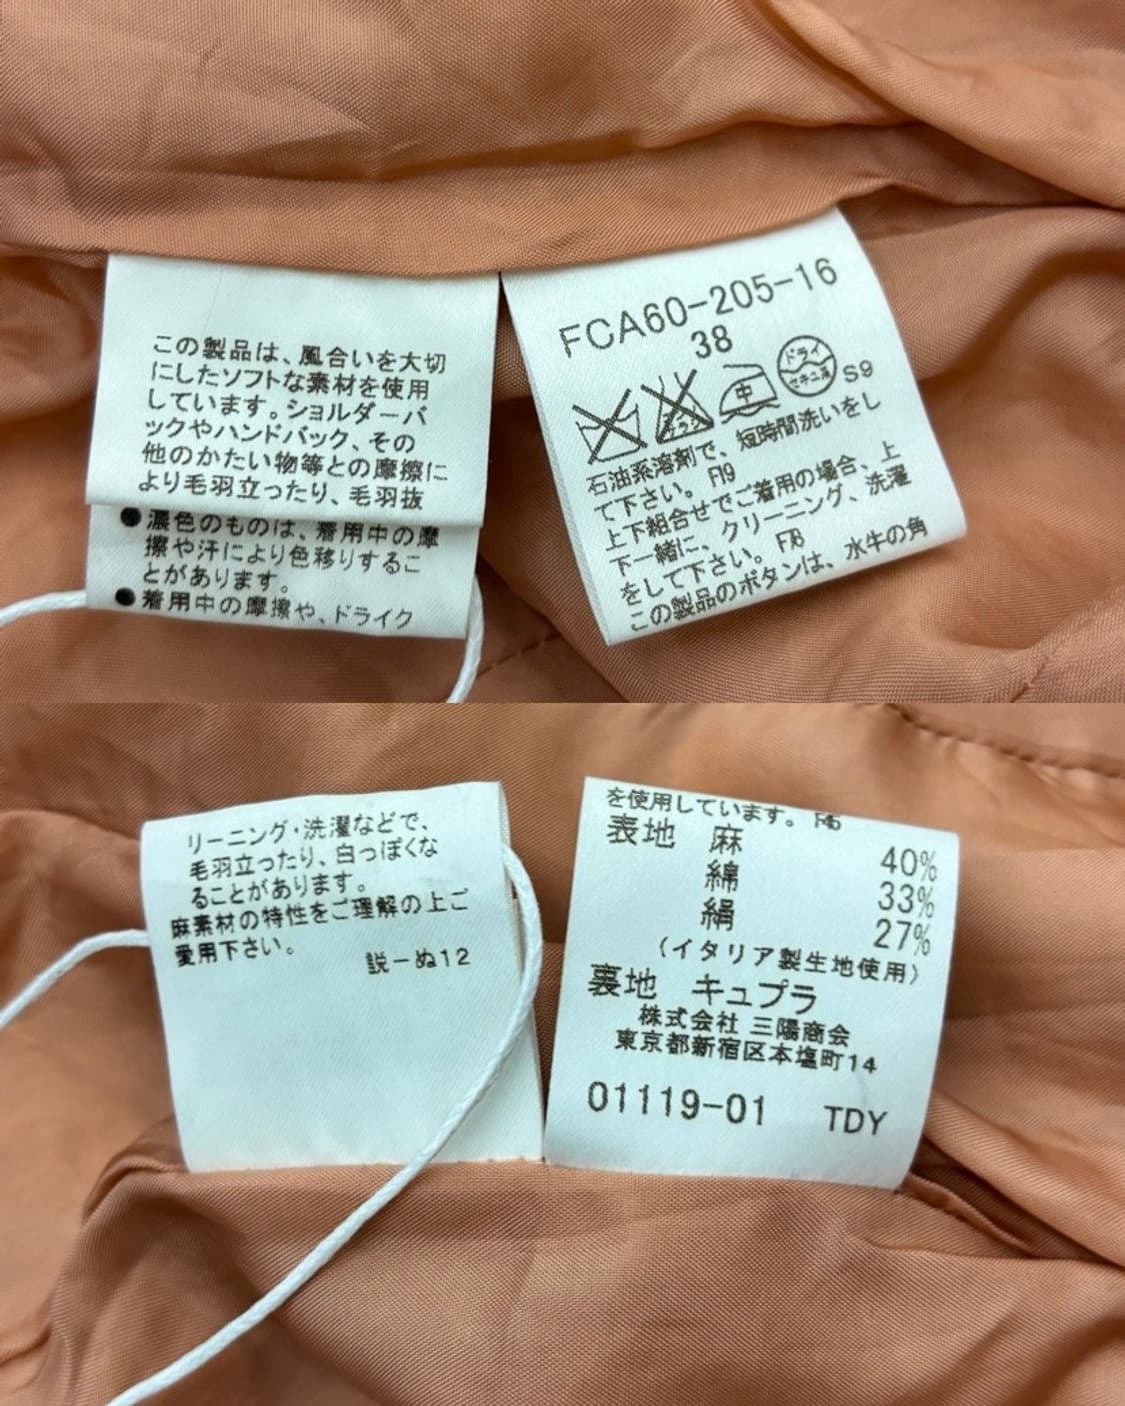 この製品は、風合いを大切
にしたソフトな素材を使用
しています。ショルダーバ
ックやハンドバック、その
他のかたい物等との摩擦に
より毛羽立ったり、毛羽抜
●濃色のものは、着用中の摩
擦や汗により色移りするこ
とがあります。
●着用中の摩擦や、ドライク
FCA60-205-16
38
エンソサラシ
中
ドライ
セキユ系
S9
石油系溶剤で、短時間洗いをし
て下さい。F19
上下組合せでご着用の場合、上
下一緒に、クリーニング、洗濯
をして下さい。F78
この製品のボタンは、水牛の角
リーニング・洗濯などで、
毛羽立ったり、白っぽくな
ることがあります。
麻素材の特性をご理解の上ご
愛用下さい。
説ーぬ12
を使用しています。F46
表地 麻 40%
綿 33%
絹 27%
(イタリア製生地使用)
裏地 キュプラ
株式会社 三陽商会
東京都新宿区本塩町14
01119-01 TDY